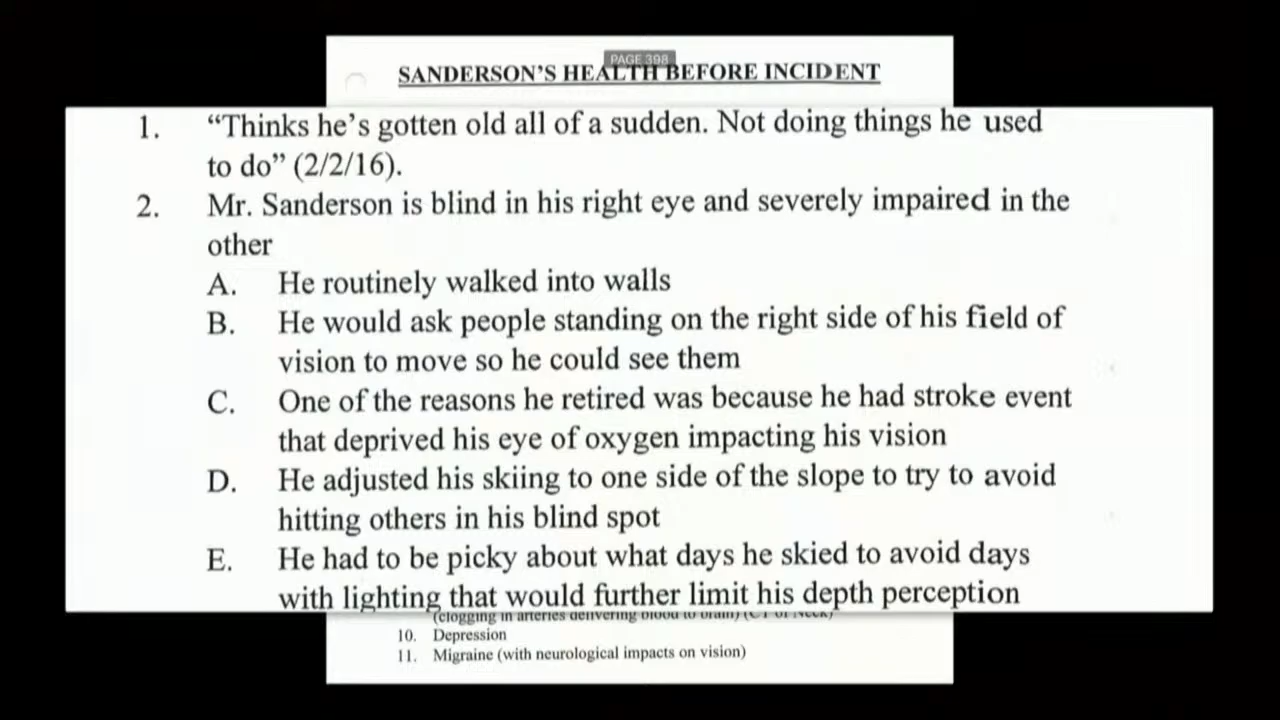 PAGE 398
SANDERSON'S HEALTH BEFORE INCIDENT
1. “Thinks he’s gotten old all of a sudden. Not doing things he used
to do” (2/2/16).
2. Mr. Sanderson is blind in his right eye and severely impaired in the
other
A. He routinely walked into walls
B. He would ask people standing on the right side of his field of
vision to move so he could see them
C. One of the reasons he retired was because he had stroke event
that deprived his eye of oxygen impacting his vision
D. He adjusted his skiing to one side of the slope to try to avoid
hitting others in his blind spot
E. He had to be picky about what days he skied to avoid days
with lighting that would further limit his depth perception
(clogging in arteries delivering blood to brain) (CT of Neck)
10. Depression
11. Migraine (with neurological impacts on vision)